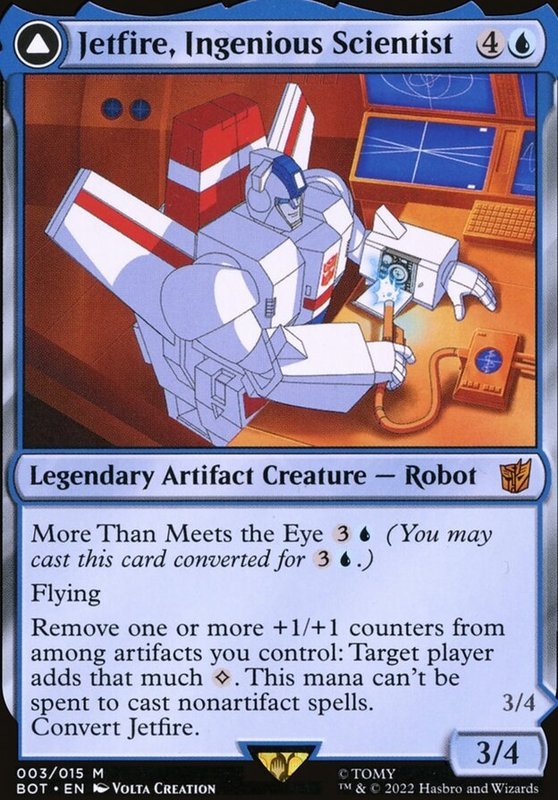 Jetfire, Ingenious Scientist 4
Legendary Artifact Creature — Robot
More Than Meets the Eye 3 (You may
cast this card converted for 3 .)
Flying
Remove one or more +1/+1 counters from
among artifacts you control: Target player
adds that much . This mana can't be
spent to cast nonartifact spells.
Convert Jetfire.
3/4
3/4
003/015 M
BOT • EN Volta Creation
© TOMY
™ & © 2022 Hasbro and Wizards